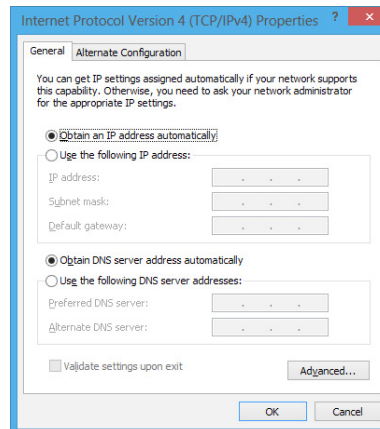 Internet Protocol Version 4 (TCP/IPv4) Properties ? ×
General Alternate Configuration
You can get IP settings assigned automatically if your network supports
this capability. Otherwise, you need to ask your network administrator
for the appropriate IP settings.
Obtain an IP address automatically
Use the following IP address:
IP address: . . .
Subnet mask: . . .
Default gateway: . . .
Obtain DNS server address automatically
Use the following DNS server addresses:
Preferred DNS server: . . .
Alternate DNS server: . . .
Validate settings upon exit
Advanced...
OK Cancel